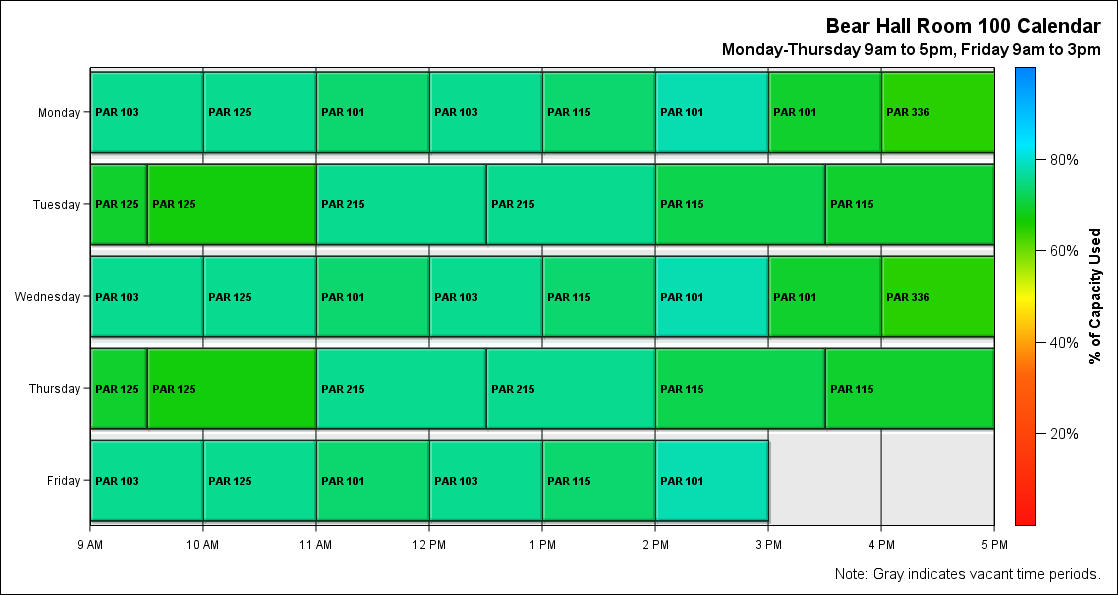 Bear Hall Room 100 Calendar
Monday-Thursday 9am to 5pm, Friday 9am to 3pm
Monday PAR 103 PAR 125 PAR 101 PAR 103 PAR 115 PAR 101 PAR 101 PAR 336
Tuesday PAR 125 PAR 125 PAR 215 PAR 215 PAR 115 PAR 115
Wednesday PAR 103 PAR 125 PAR 101 PAR 103 PAR 115 PAR 101 PAR 101 PAR 336
Thursday PAR 125 PAR 125 PAR 215 PAR 215 PAR 115 PAR 115
Friday PAR 103 PAR 125 PAR 101 PAR 103 PAR 115 PAR 101
9 AM 10 AM 11 AM 12 PM 1 PM 2 PM 3 PM 4 PM 5 PM
80%
60%
40%
20%
% of Capacity Used
Note: Gray indicates vacant time periods.